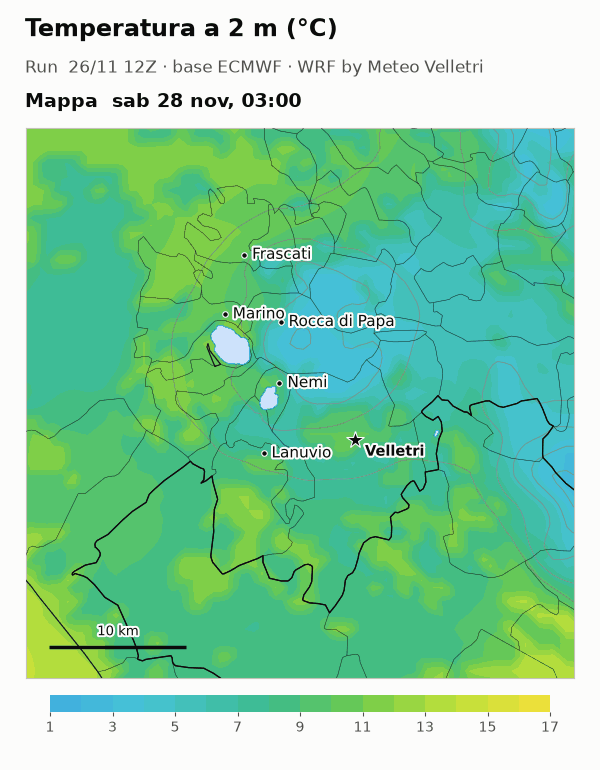 Temperatura a 2 m (°C)
Run  26/11 12Z · base ECMWF · WRF by Meteo Velletri
Mappa  sab 28 nov, 03:00
Frascati
Marino
Rocca di Papa
Nemi
Velletri
Lanuvio
10 km
1 3 5 7 9 11 13 15 17